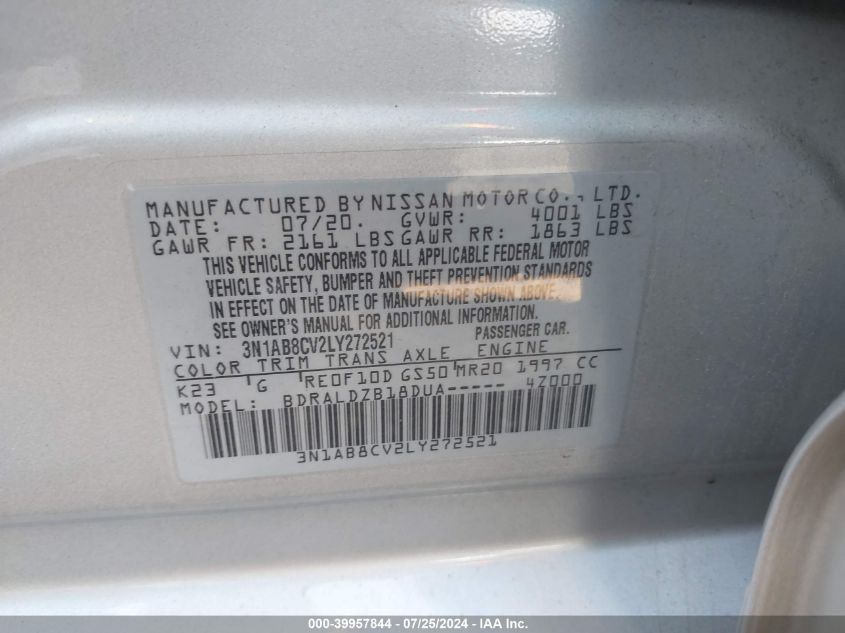 MANUFACTURED BY NISSAN MOTOR CO., LTD.
DATE: 07/20. GVWR: 4001 LBS
GAWR FR: 2161 LBS GAWR RR: 1863 LBS
THIS VEHICLE CONFORMS TO ALL APPLICABLE FEDERAL MOTOR
VEHICLE SAFETY, BUMPER AND THEFT PREVENTION STANDARDS
IN EFFECT ON THE DATE OF MANUFACTURE SHOWN ABOVE.
SEE OWNER'S MANUAL FOR ADDITIONAL INFORMATION.
VIN: 3N1AB8CV2LY272521 PASSENGER CAR.
COLOR TRIM TRANS AXLE ENGINE
K23 G RE0F10D GS50 MR20 1997 CC
MODEL: BDRALDZB18DUA----- 4Z000
3N1AB8CV2LY272521
000-39957844 - 07/25/2024 - IAA Inc.